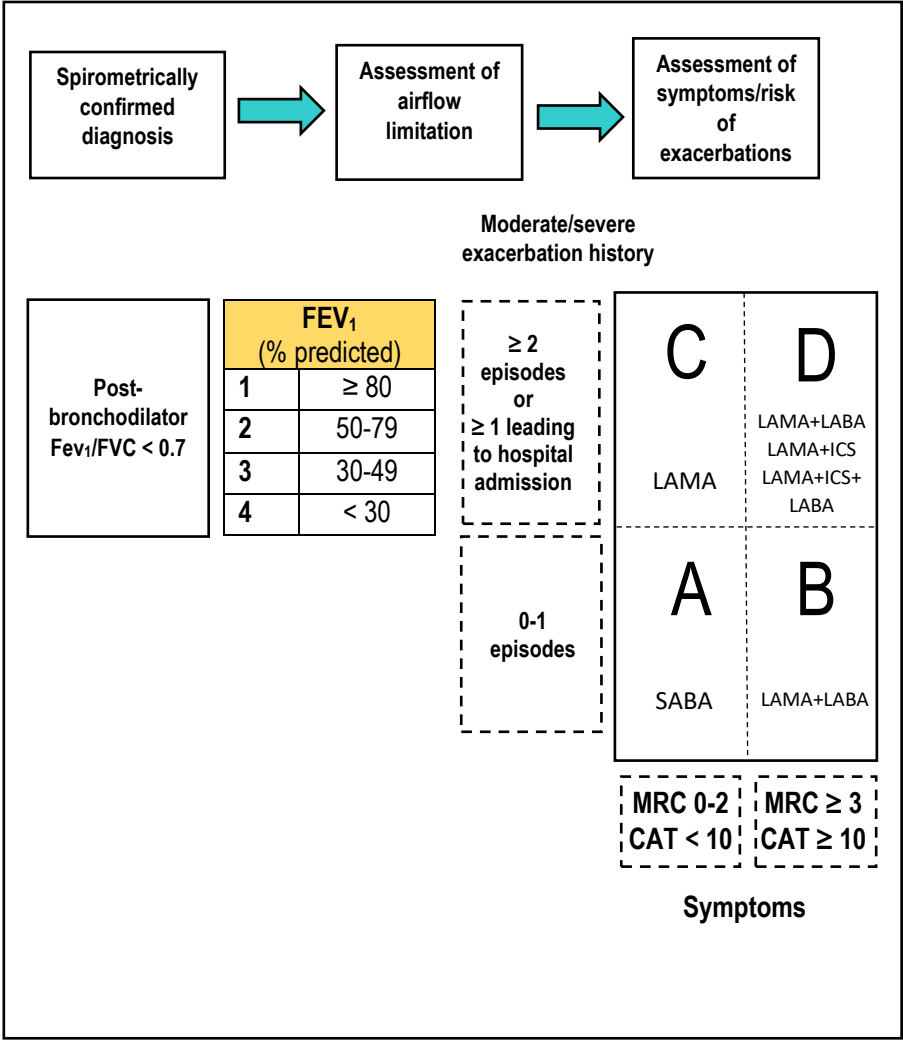 Spirometrically
confirmed
diagnosis
Assessment of
airflow
limitation
Assessment of
symptoms/risk
of
exacerbations
Moderate/severe
exacerbation history
Post-
bronchodilator
Fev₁/FVC < 0.7
FEV₁
(% predicted)
1 ≥ 80
2 50-79
3 30-49
4 < 30
≥ 2
episodes
or
≥ 1 leading
to hospital
admission
C
LAMA
D
LAMA+LABA
LAMA+ICS
LAMA+ICS+
LABA
0-1
episodes
A
SABA
B
LAMA+LABA
MRC 0-2
CAT < 10
MRC ≥ 3
CAT ≥ 10
Symptoms